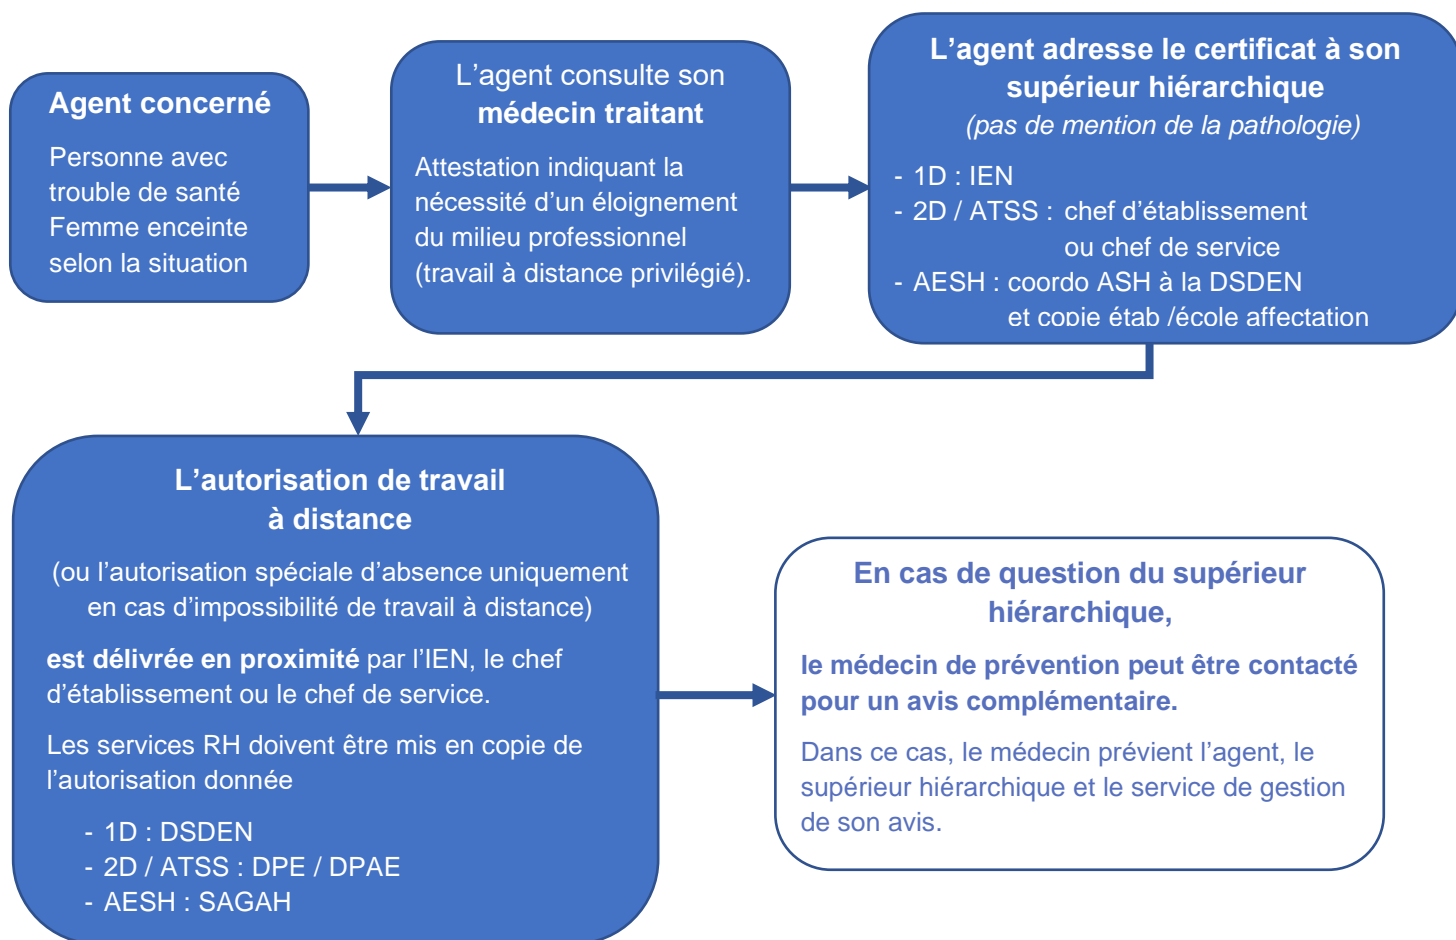 Agent concerné
Personne avec
trouble de santé
Femme enceinte
selon la situation
L’agent consulte son
médecin traitant
Attestation indiquant la
nécessité d’un éloignement
du milieu professionnel
(travail à distance privilégié).
L’agent adresse le certificat à son
supérieur hiérarchique
(pas de mention de la pathologie)
- 1D : IEN
- 2D / ATSS : chef d’établissement
ou chef de service
- AESH : coordo ASH à la DSDEN
et copie étab /école affectation
L’autorisation de travail
à distance
(ou l’autorisation spéciale d’absence uniquement
en cas d’impossibilité de travail à distance)
est délivrée en proximité par l’IEN, le chef
d’établissement ou le chef de service.
Les services RH doivent être mis en copie de
l’autorisation donnée
- 1D : DSDEN
- 2D / ATSS : DPE / DPAE
- AESH : SAGAH
En cas de question du supérieur
hiérarchique,
le médecin de prévention peut être contacté
pour un avis complémentaire.
Dans ce cas, le médecin prévient l’agent, le
supérieur hiérarchique et le service de gestion
de son avis.